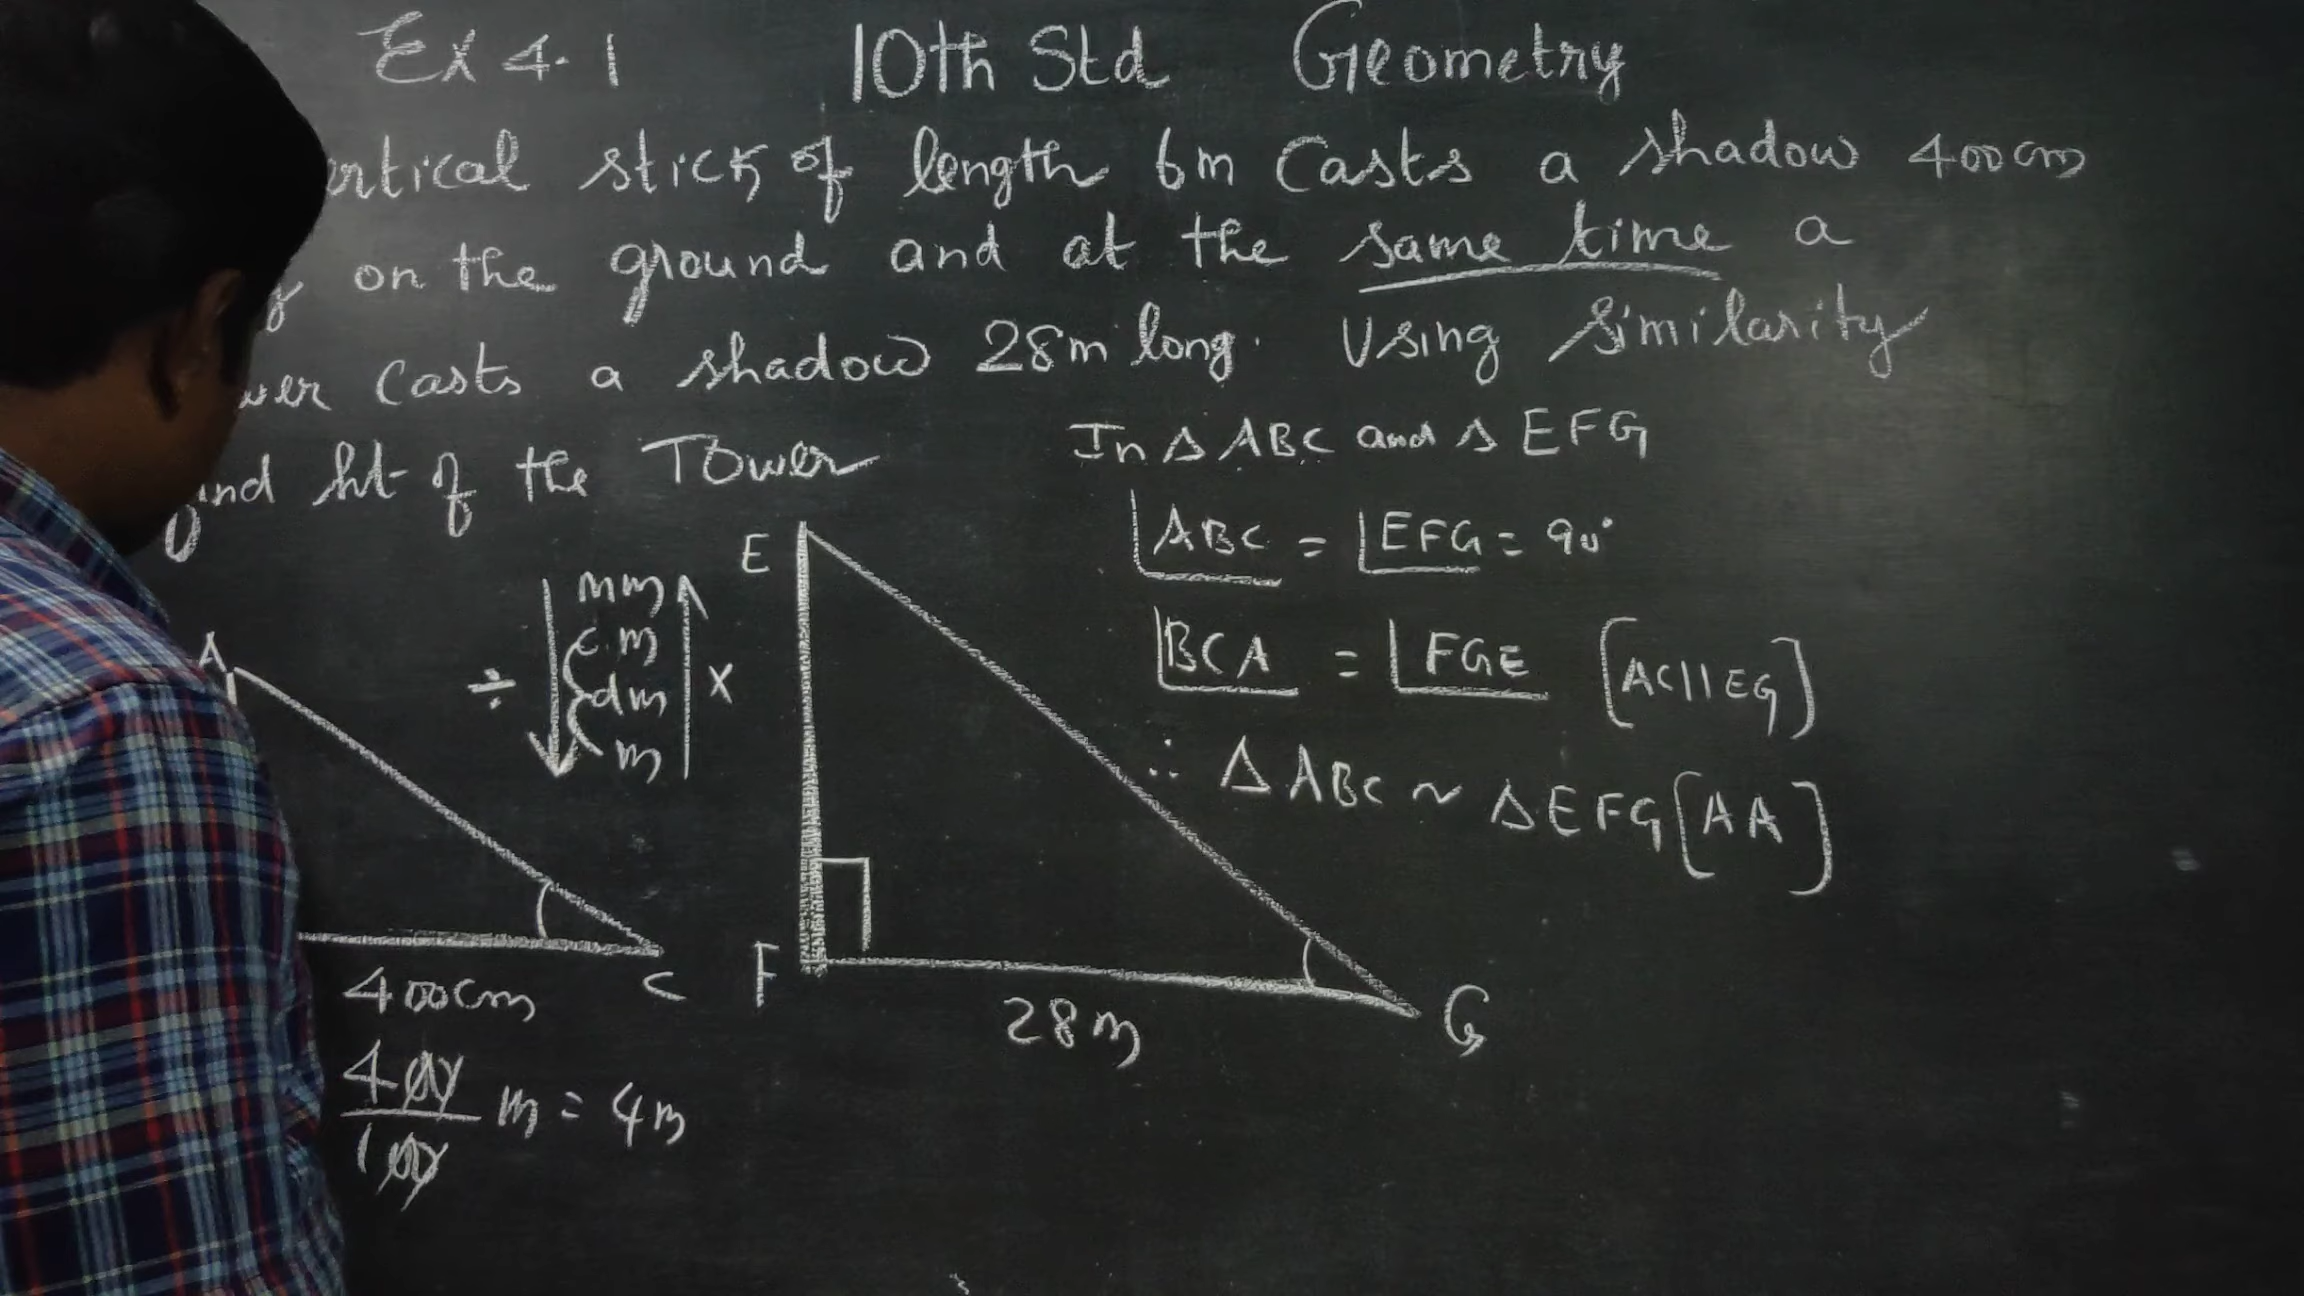 Ex 4.1 10th Std Geometry
stick of length 6m Casts a shadow 400cm
on the ground and at the same time a
Casts a shadow 28m long. Using Similarity
ht of the Tower
In Δ ABC and Δ EFG
∠ABC = ∠EFG = 90°
∠BCA = ∠FGE [AC || EG]
∴ Δ ABC ~ Δ EFG [AA]
÷ mm
cm
dm
m
×
A
C
400cm
400/100 m = 4m
E
F
G
28m